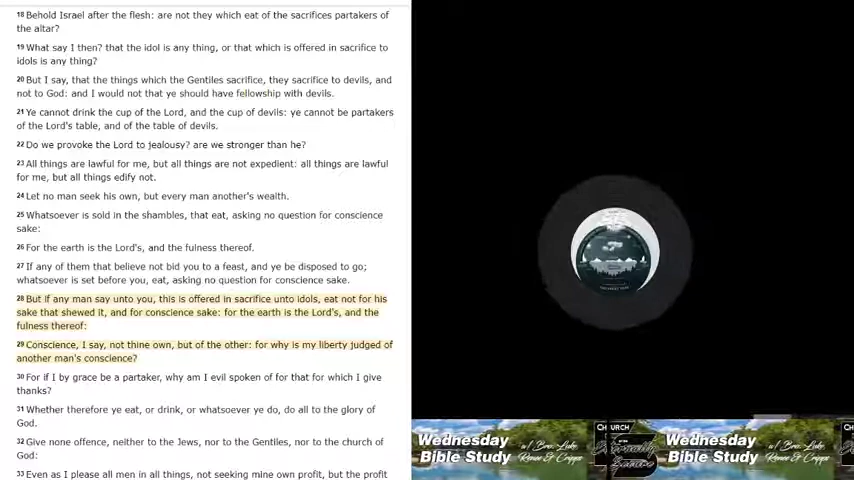 18 Behold Israel after the flesh: are not they which eat of the sacrifices partakers of
the altar?
19 What say I then? that the idol is any thing, or that which is offered in sacrifice to
idols is any thing?
20 But I say, that the things which the Gentiles sacrifice, they sacrifice to devils, and
not to God: and I would not that ye should have fellowship with devils.
21 Ye cannot drink the cup of the Lord, and the cup of devils: ye cannot be partakers
of the Lord's table, and of the table of devils.
22 Do we provoke the Lord to jealousy? are we stronger than he?
23 All things are lawful for me, but all things are not expedient: all things are lawful
for me, but all things edify not.
24 Let no man seek his own, but every man another's wealth.
25 Whatsoever is sold in the shambles, that eat, asking no question for conscience
sake:
26 For the earth is the Lord's, and the fulness thereof.
27 If any of them that believe not bid you to a feast, and ye be disposed to go;
whatsoever is set before you, eat, asking no question for conscience sake.
28 But if any man say unto you, this is offered in sacrifice unto idols, eat not for his
sake that shewed it, and for conscience sake: for the earth is the Lord's, and the
fulness thereof:
29 Conscience, I say, not thine own, but of the other: for why is my liberty judged of
another man's conscience?
30 For if I by grace be a partaker, why am I evil spoken of for that for which I give
thanks?
31 Whether therefore ye eat, or drink, or whatsoever ye do, do all to the glory of
God.
32 Give none offence, neither to the Jews, nor to the Gentiles, nor to the church of
God:
33 Even as I please all men in all things, not seeking mine own profit, but the profit
Wednesday
Bible Study
w/ Bro. Luke,
Renee & Cripps
CHURCH
Eternally
Secure
Wednesday
Bible Study
w/ Bro. Luke,
Renee & Cripps